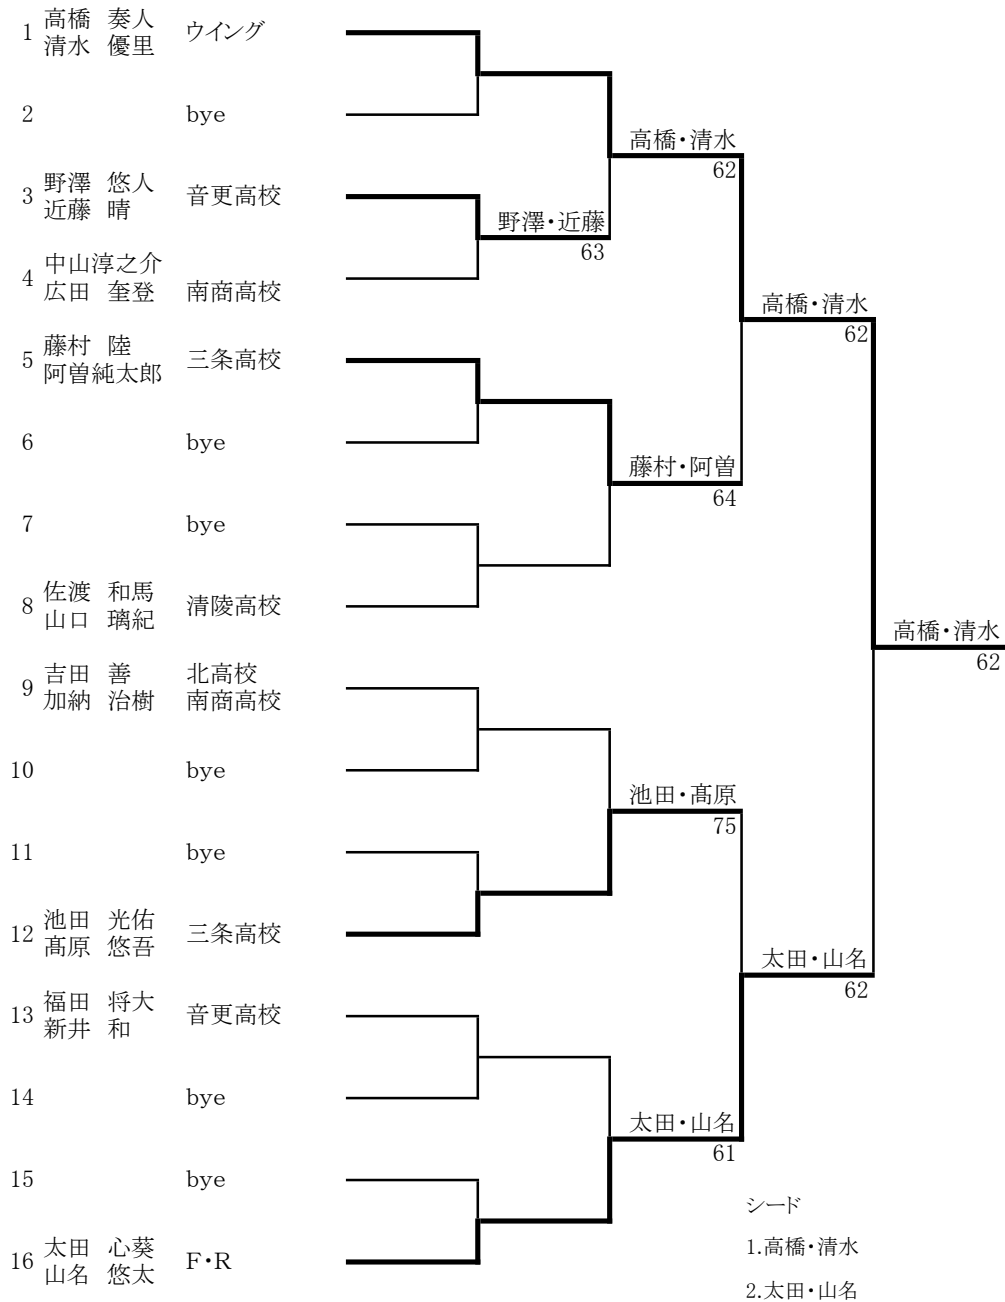 1 高橋 奏人 ウイング
清水 優里
2 bye
高橋・清水
62
3 野澤 悠人 音更高校
近藤 晴
野澤・近藤
63
4 中山淳之介
広田 奎登 南商高校
高橋・清水
62
5 藤村 陸 三条高校
阿曽純太郎
6 bye
藤村・阿曽
64
7 bye
8 佐渡 和馬 清陵高校
山口 璃紀
高橋・清水
62
9 吉田 善 北高校
加納 治樹 南商高校
10 bye
池田・髙原
75
11 bye
12 池田 光佑 三条高校
髙原 悠吾
太田・山名
62
13 福田 将大 音更高校
新井 和
14 bye
太田・山名
61
15 bye
16 太田 心葵 F・R
山名 悠太
シード
1.高橋・清水
2.太田・山名